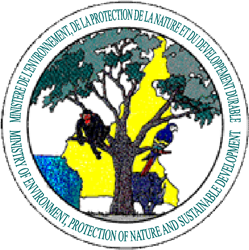 MINISTERE DE L'ENVIRONNEMENT, DE LA PROTECTION DE LA NATURE ET DU DEVELOPPEMENT DURABLE
MINISTRY OF ENVIRONMENT, PROTECTION OF NATURE AND SUSTAINABLE DEVELOPMENT